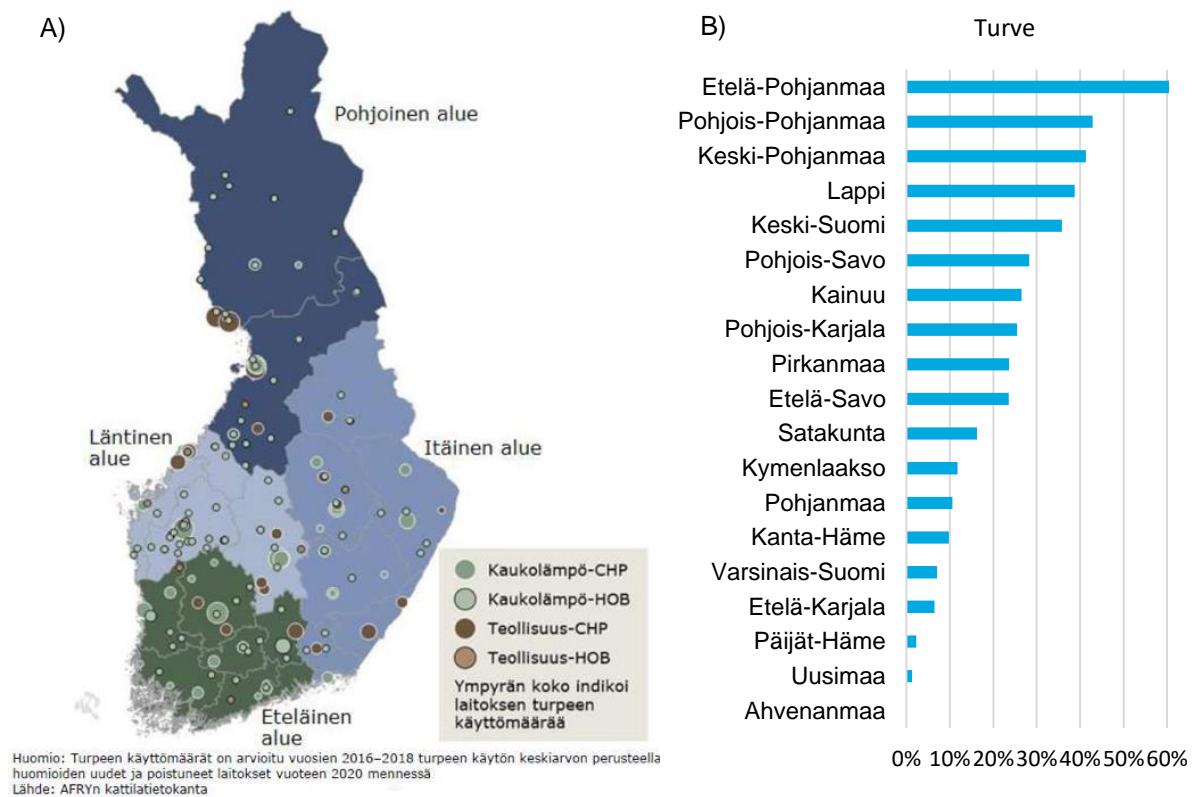 A)
Pohjoinen alue
Läntinen
alue
Itäinen alue
Eteläinen
alue
Kaukolämpö-CHP
Kaukolämpö-HOB
Teollisuus-CHP
Teollisuus-HOB
Ympyrän koko indikoi
laitoksen turpeen
käyttömäärää
Huomio: Turpeen käyttömäärät on arvioitu vuosien 2016–2018 turpeen käytön keskiarvon perusteella
huomioiden uudet ja poistuneet laitokset vuoteen 2020 mennessä
Lähde: AFRYn kattilatietokanta
B)
Turve
Etelä-Pohjanmaa
Pohjois-Pohjanmaa
Keski-Pohjanmaa
Lappi
Keski-Suomi
Pohjois-Savo
Kainuu
Pohjois-Karjala
Pirkanmaa
Etelä-Savo
Satakunta
Kymenlaakso
Pohjanmaa
Kanta-Häme
Varsinais-Suomi
Etelä-Karjala
Päijät-Häme
Uusimaa
Ahvenanmaa
0% 10% 20% 30% 40% 50% 60%